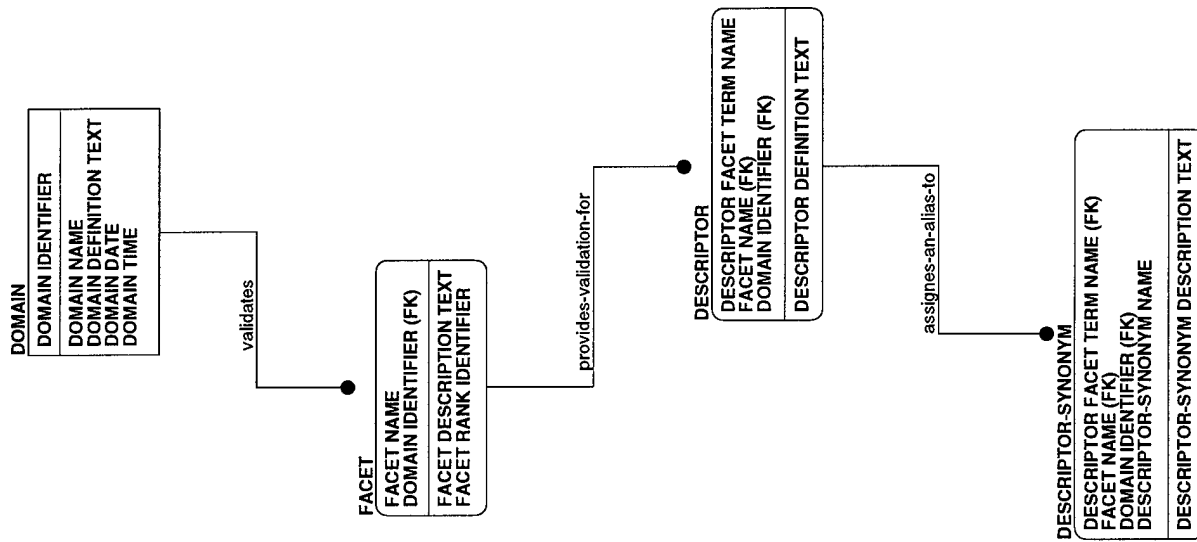 DOMAIN
DOMAIN IDENTIFIER
DOMAIN NAME
DOMAIN DEFINITION TEXT
DOMAIN DATE
DOMAIN TIME
validates
FACET
FACET NAME
DOMAIN IDENTIFIER (FK)
FACET DESCRIPTION TEXT
FACET RANK IDENTIFIER
provides-validation-for
DESCRIPTOR
DESCRIPTOR FACET TERM NAME
FACET NAME (FK)
DOMAIN IDENTIFIER (FK)
DESCRIPTOR DEFINITION TEXT
assignes-an-alias-to
DESCRIPTOR-SYNONYM
DESCRIPTOR FACET TERM NAME (FK)
FACET NAME (FK)
DOMAIN IDENTIFIER (FK)
DESCRIPTOR-SYNONYM NAME
DESCRIPTOR-SYNONYM DESCRIPTION TEXT